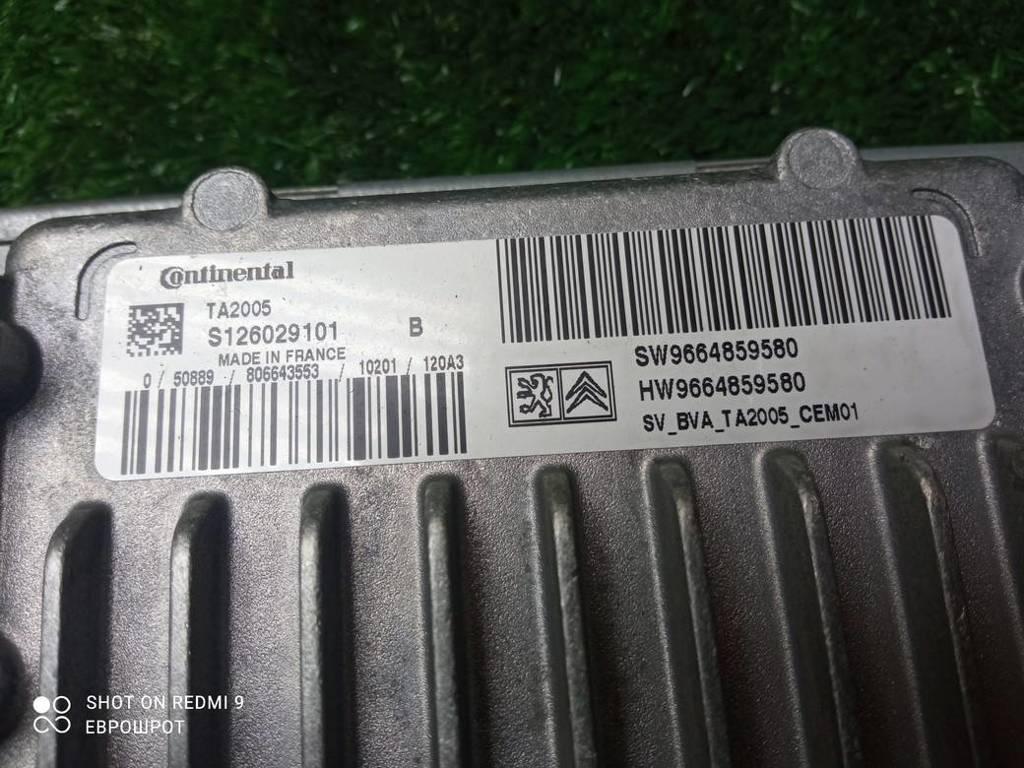 Continental
TA2005
S126029101 B
MADE IN FRANCE
0 / 50889 / 806643553 / 10201 / 120A3
SW9664859580
HW9664859580
SV_BVA_TA2005_CEM01
SHOT ON REDMI 9
ЕВРОШРОТ